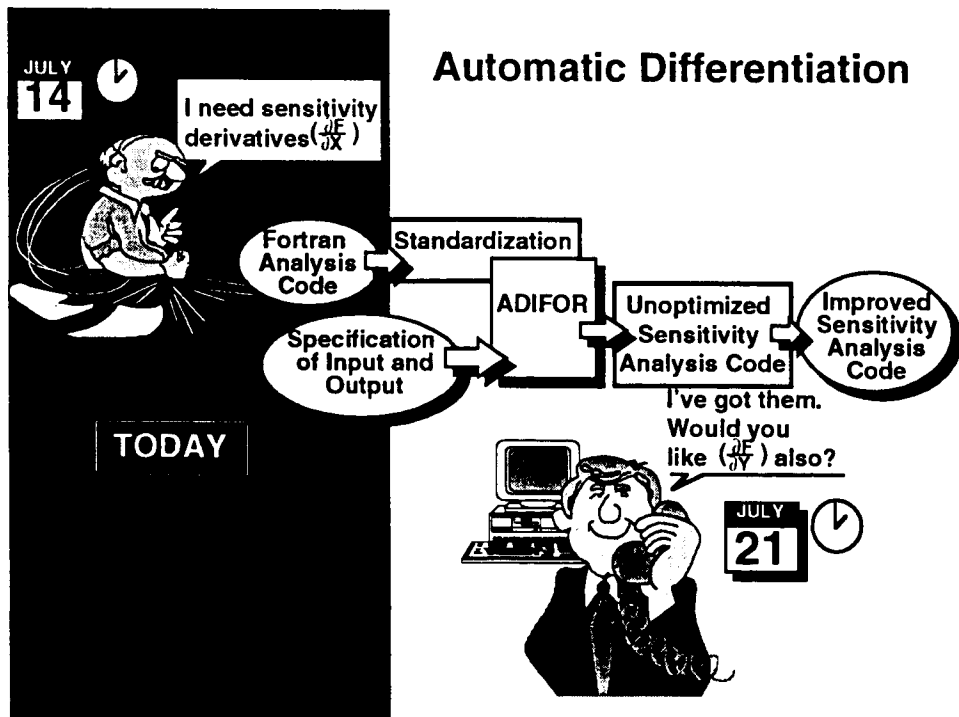 Automatic Differentiation
JULY
14
I need sensitivity
derivatives(∂F/∂X)
Fortran
Analysis
Code
Standardization
ADIFOR
Specification
of Input and
Output
Unoptimized
Sensitivity
Analysis Code
Improved
Sensitivity
Analysis
Code
TODAY
I've got them.
Would you
like (∂F/∂Y) also?
JULY
21